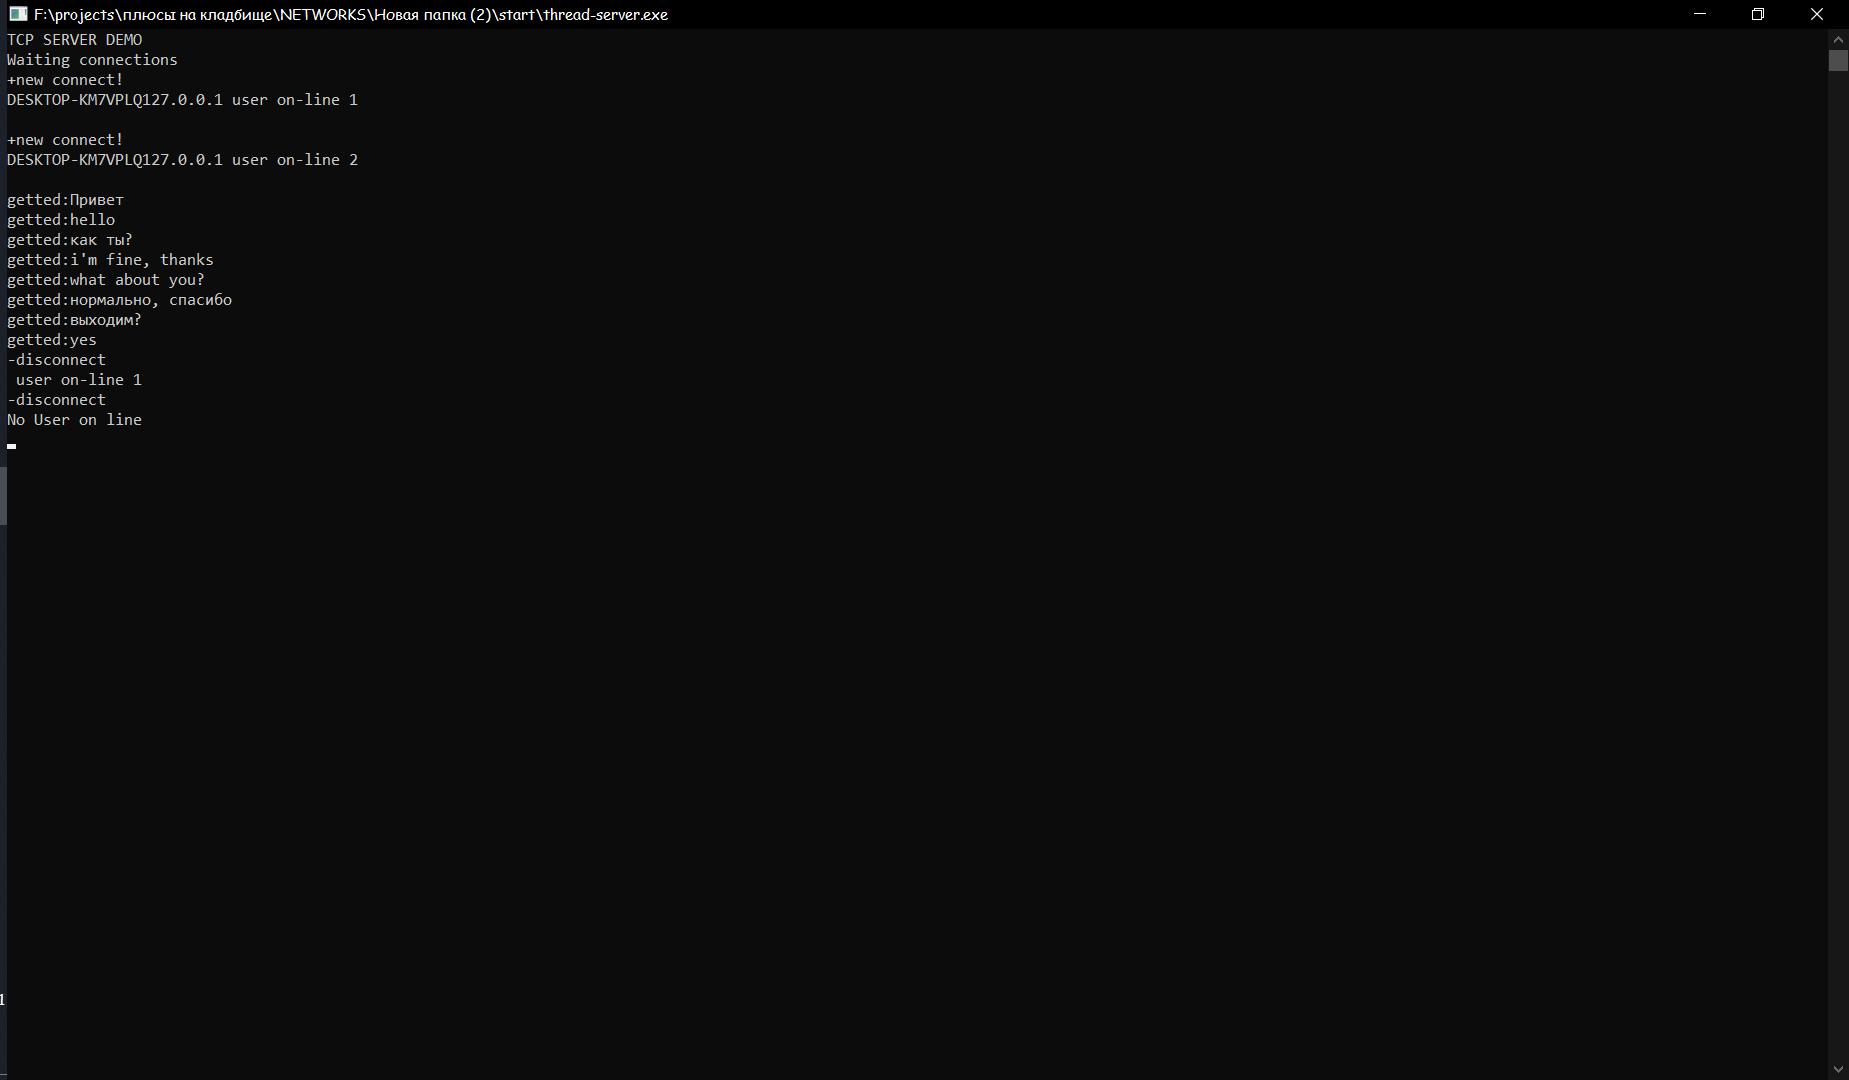 F:\projects\плюсы на кладбище\NETWORKS\Новая папка (2)\start\thread-server.exe
TCP SERVER DEMO
Waiting connections
+new connect!
DESKTOP-KM7VPLQ127.0.0.1 user on-line 1
+new connect!
DESKTOP-KM7VPLQ127.0.0.1 user on-line 2
getted:Привет
getted:hello
getted:как ты?
getted:i'm fine, thanks
getted:what about you?
getted:нормально, спасибо
getted:выходим?
getted:yes
-disconnect
 user on-line 1
-disconnect
No User on line
1